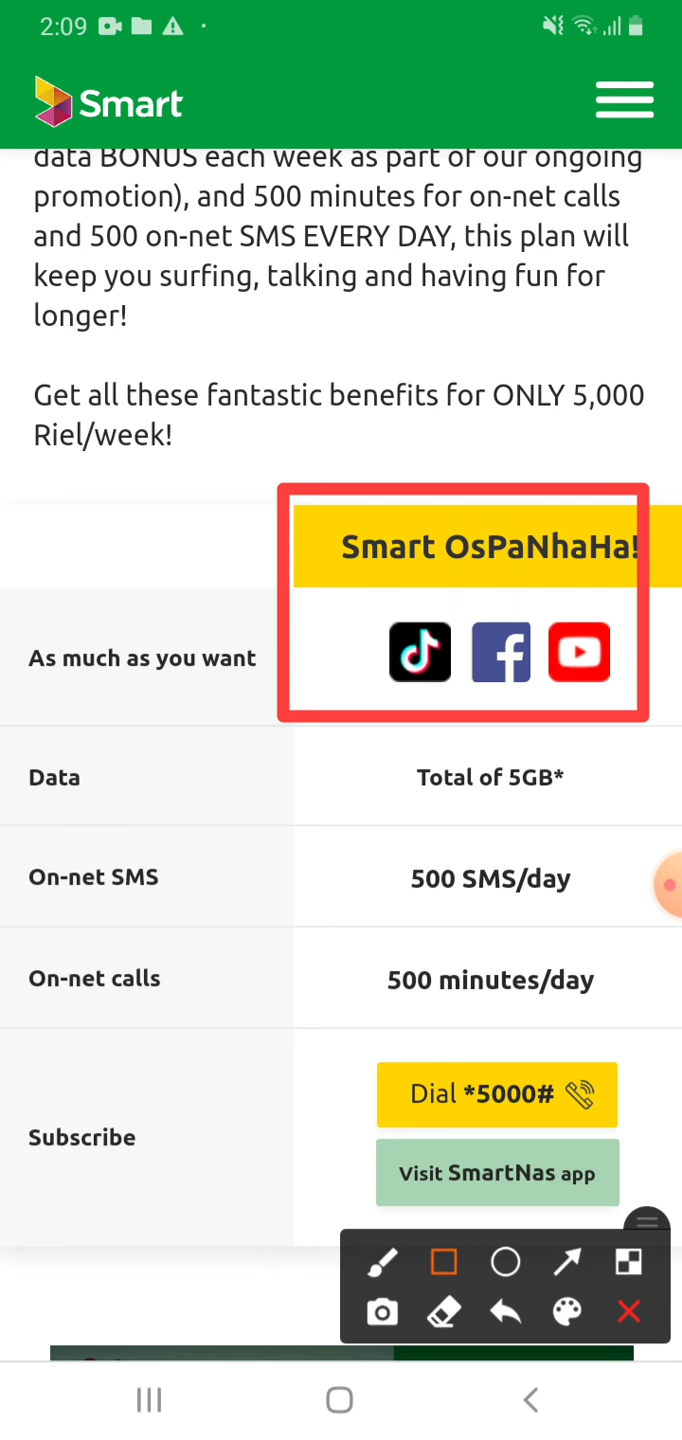 2:09
Smart
data BONUS each week as part of our ongoing
promotion), and 500 minutes for on-net calls
and 500 on-net SMS EVERY DAY, this plan will
keep you surfing, talking and having fun for
longer!
Get all these fantastic benefits for ONLY 5,000
Riel/week!
Smart OsPaNhaHa!
As much as you want
Data
Total of 5GB*
On-net SMS
500 SMS/day
On-net calls
500 minutes/day
Subscribe
Dial *5000#
Visit SmartNas app